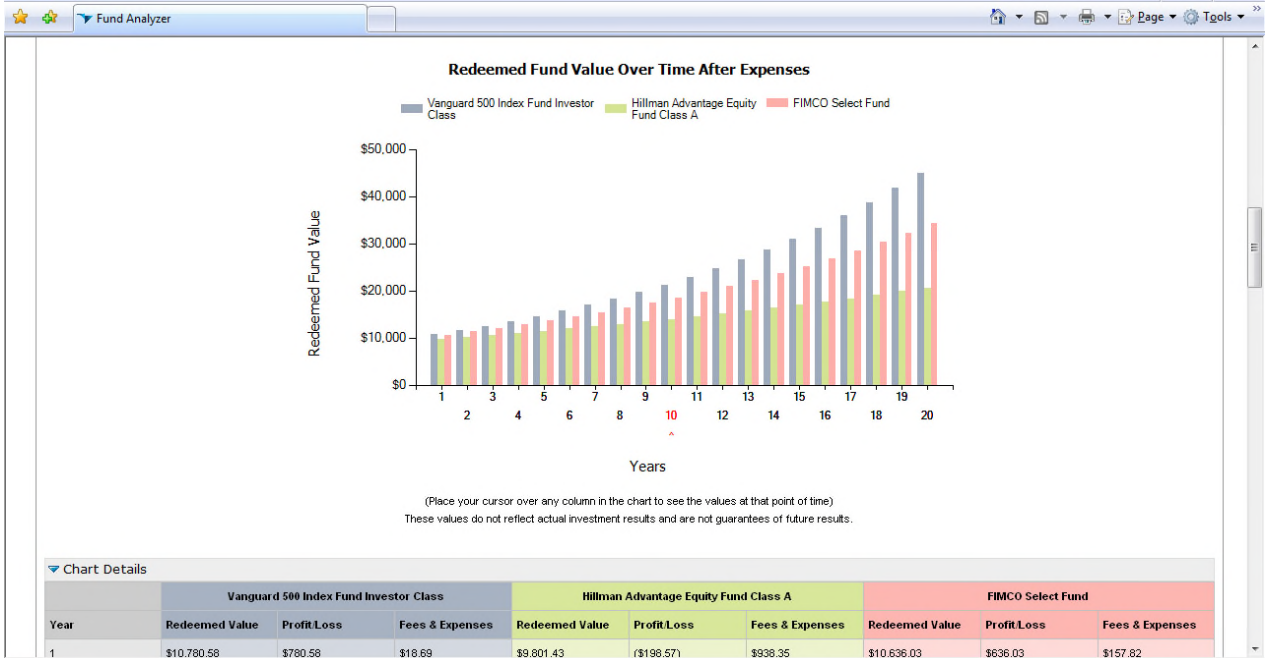 Fund Analyzer
Page
Tools
»
Redeemed Fund Value Over Time After Expenses
Vanguard 500 Index Fund Investor Class
Hillman Advantage Equity Fund Class A
FIMCO Select Fund
Redeemed Fund Value
$50,000
$40,000
$30,000
$20,000
$10,000
$0
1 3 5 7 9 11 13 15 17 19
2 4 6 8 10 12 14 16 18 20
^
Years
(Place your cursor over any column in the chart to see the values at that point of time)
These values do not reflect actual investment results and are not guarantees of future results.
Chart Details
Vanguard 500 Index Fund Investor Class Hillman Advantage Equity Fund Class A FIMCO Select Fund
Year Redeemed Value Profit/Loss Fees & Expenses Redeemed Value Profit/Loss Fees & Expenses Redeemed Value Profit/Loss Fees & Expenses
1 $10,780.58 $780.58 $18.69 $9,801.43 ($198.57) $938.35 $10,636.03 $636.03 $157.82